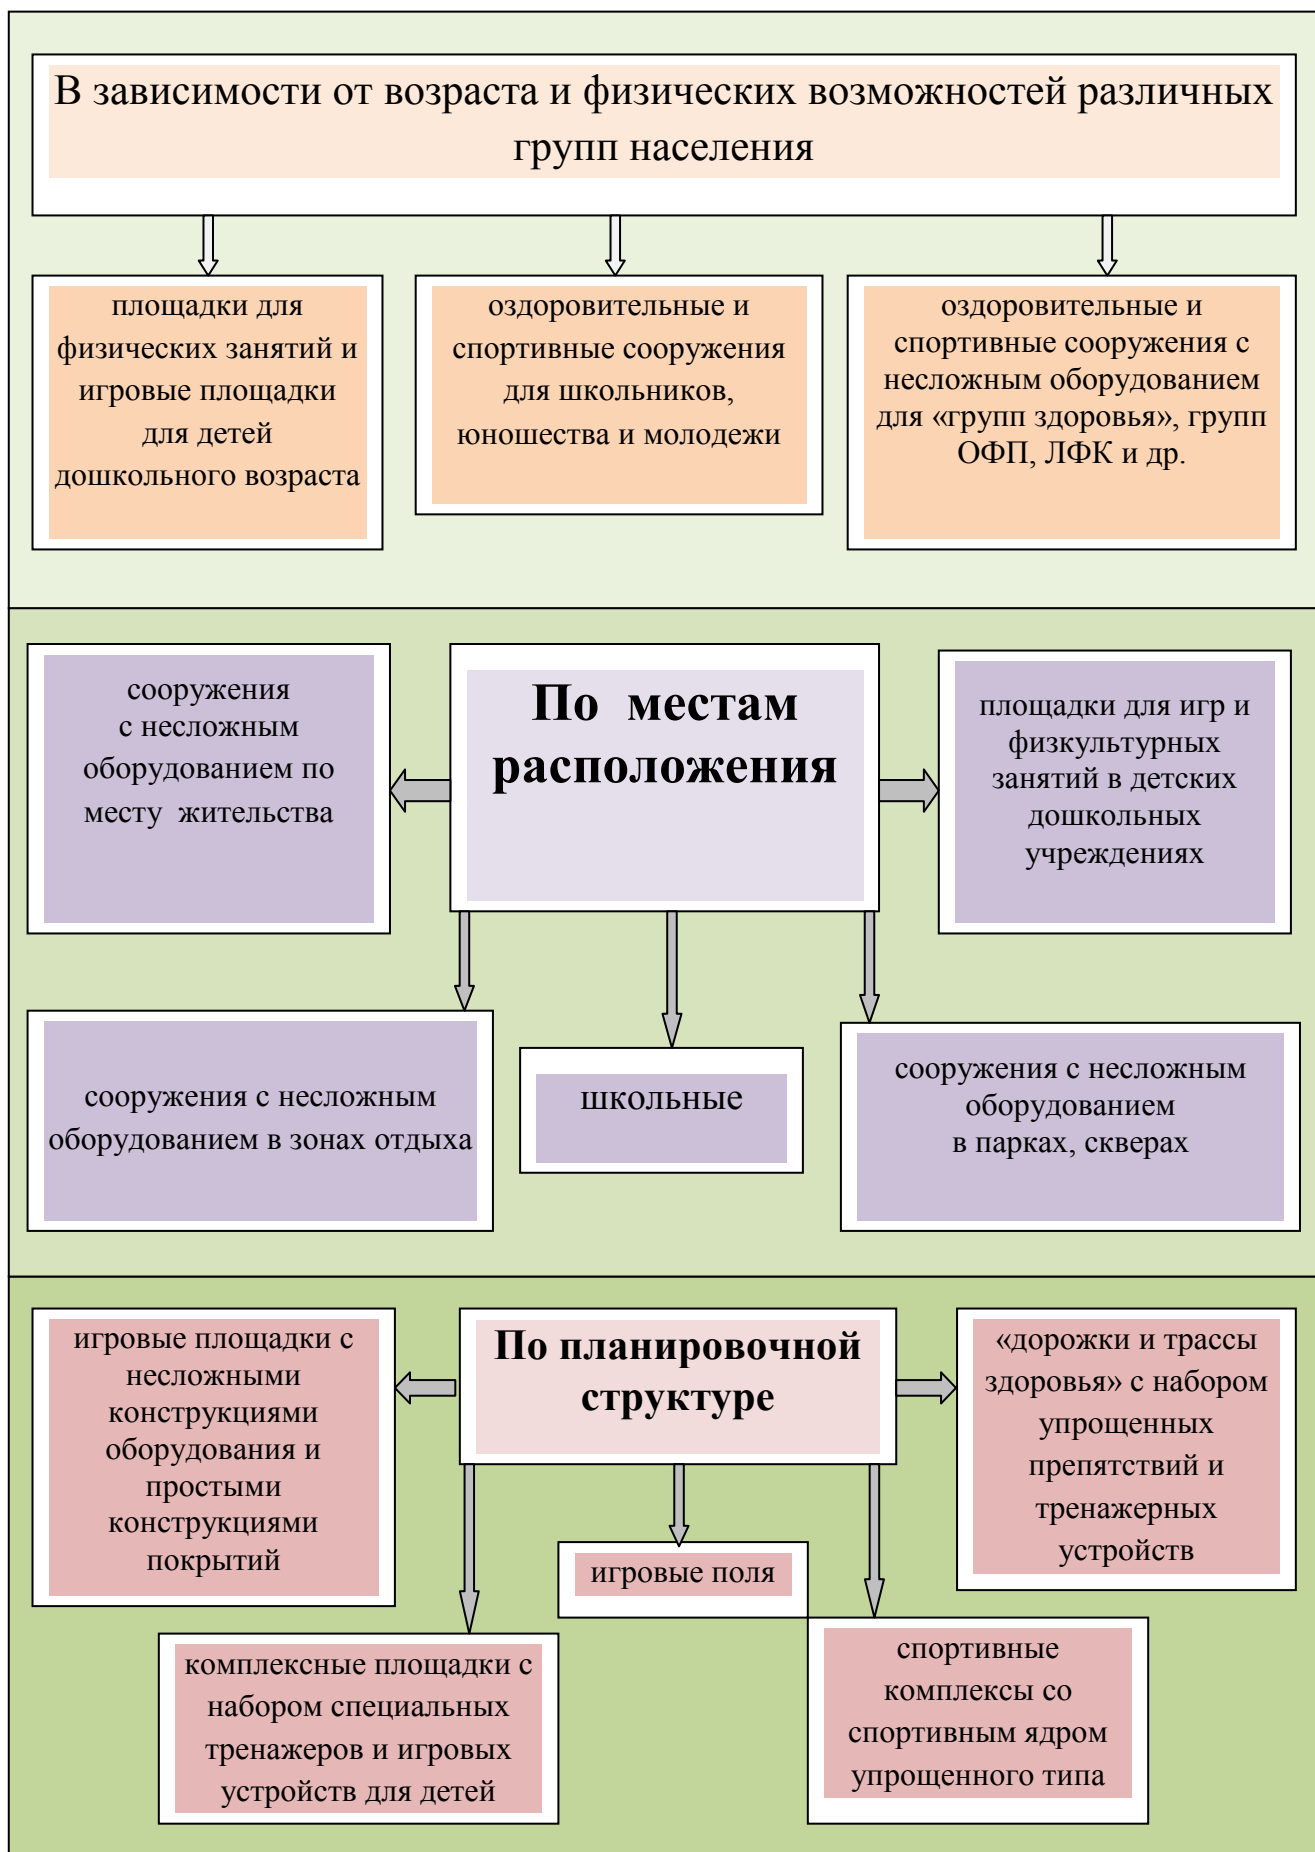 В зависимости от возраста и физических возможностей различных
групп населения
площадки для
физических занятий и
игровые площадки
для детей
дошкольного возраста
оздоровительные и
спортивные сооружения
для школьников,
юношества и молодежи
оздоровительные и
спортивные сооружения с
несложным оборудованием
для «групп здоровья», групп
ОФП, ЛФК и др.
сооружения
с несложным
оборудованием по
месту жительства
По местам
расположения
площадки для игр и
физкультурных
занятий в детских
дошкольных
учреждениях
сооружения с несложным
оборудованием в зонах отдыха
школьные
сооружения с несложным
оборудованием
в парках, скверах
игровые площадки с
несложными
конструкциями
оборудования и
простыми
конструкциями
покрытий
По планировочной
структуре
«дорожки и трассы
здоровья» с набором
упрощенных
препятствий и
тренажерных
устройств
игровые поля
комплексные площадки с
набором специальных
тренажеров и игровых
устройств для детей
спортивные
комплексы со
спортивным ядром
упрощенного типа